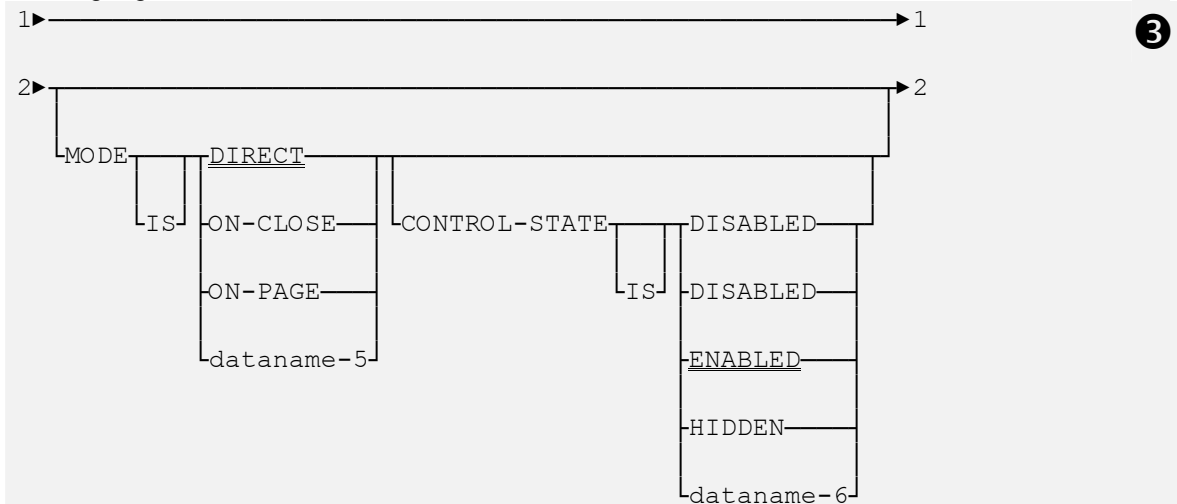 1 1 ❸
2 2
MODE DIRECT
IS ON-CLOSE CONTROL-STATE DISABLED
ON-PAGE IS DISABLED
dataname-5 ENABLED
HIDDEN
dataname-6